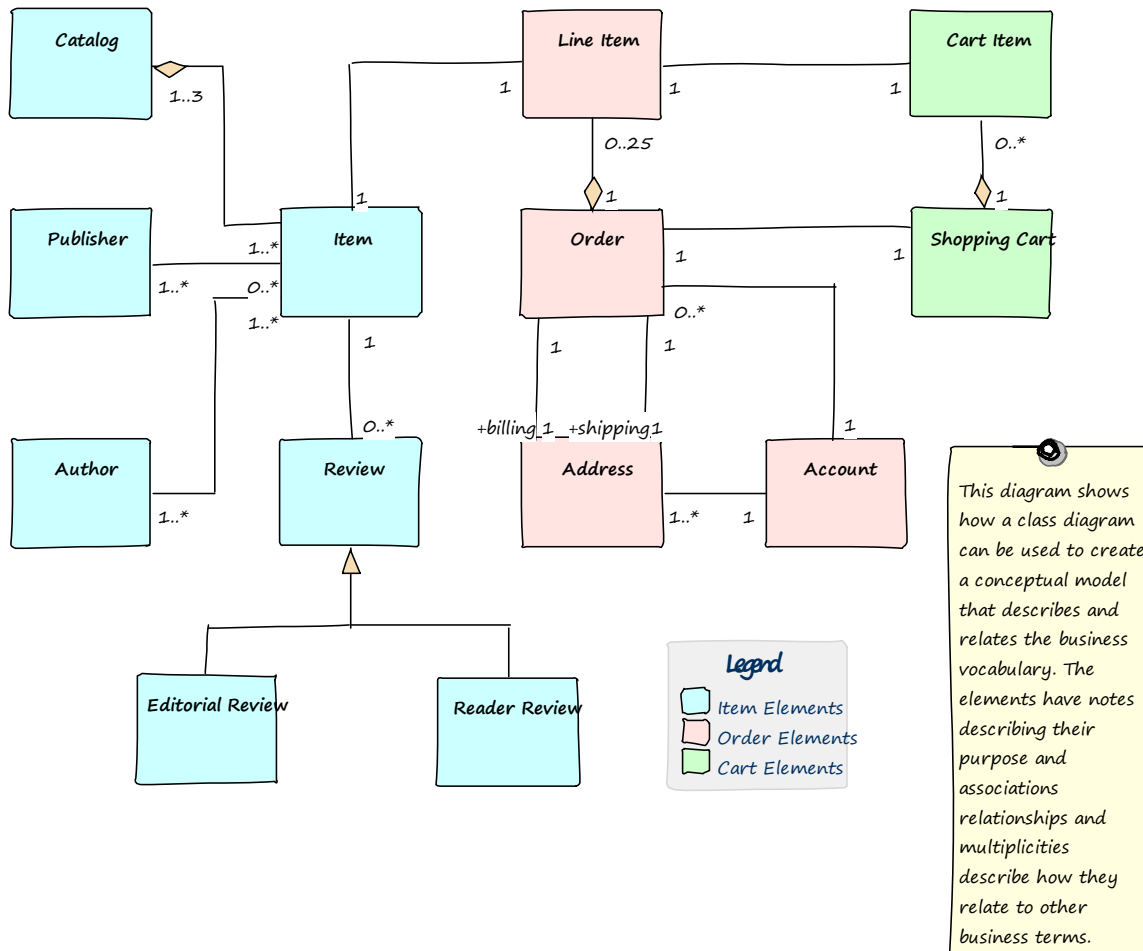 Catalog
Line Item
Cart Item
1..3
1
1
1
0..25
0..*
1
1
1
Publisher
Item
Order
Shopping Cart
1..*
1
1
1..*
0..*
0..*
1..*
1
1
1
0..*
+billing 1
+shipping 1
1
Author
Review
Address
Account
1..*
1..*
1
Editorial Review
Reader Review
Legend
Item Elements
Order Elements
Cart Elements
This diagram shows
how a class diagram
can be used to create
a conceptual model
that describes and
relates the business
vocabulary. The
elements have notes
describing their
purpose and
associations
relationships and
multiplicities
describe how they
relate to other
business terms.